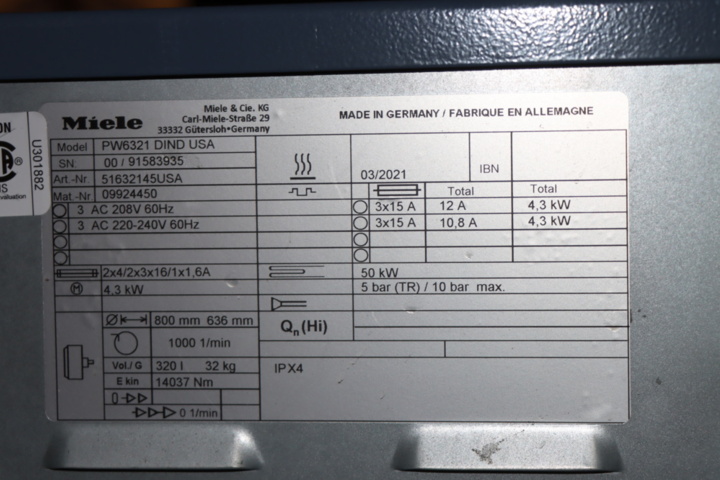 Miele
Miele & Cie. KG
Carl-Miele-Straße 29
33332 Gütersloh•Germany
MADE IN GERMANY / FABRIQUE EN ALLEMAGNE
Model PW6321 DIND USA
SN: 00 / 91583935
Art.-Nr 51632145USA
Mat.-Nr 09924450
03/2021 IBN
Total Total
3 AC 208V 60Hz 3x15 A 12 A 4,3 kW
3 AC 220-240V 60Hz 3x15 A 10,8 A 4,3 kW
2x4/2x3x16/1x1,6A 50 kW
M 4.3 kW 5 bar (TR) / 10 bar max.
Ø 800 mm 636 mm
Qn (Hi)
1000 1/min
Vol./ G 320 l 32 kg
IPX4
E kin 14037 Nm
0
0 1/min
U301882
ON
®